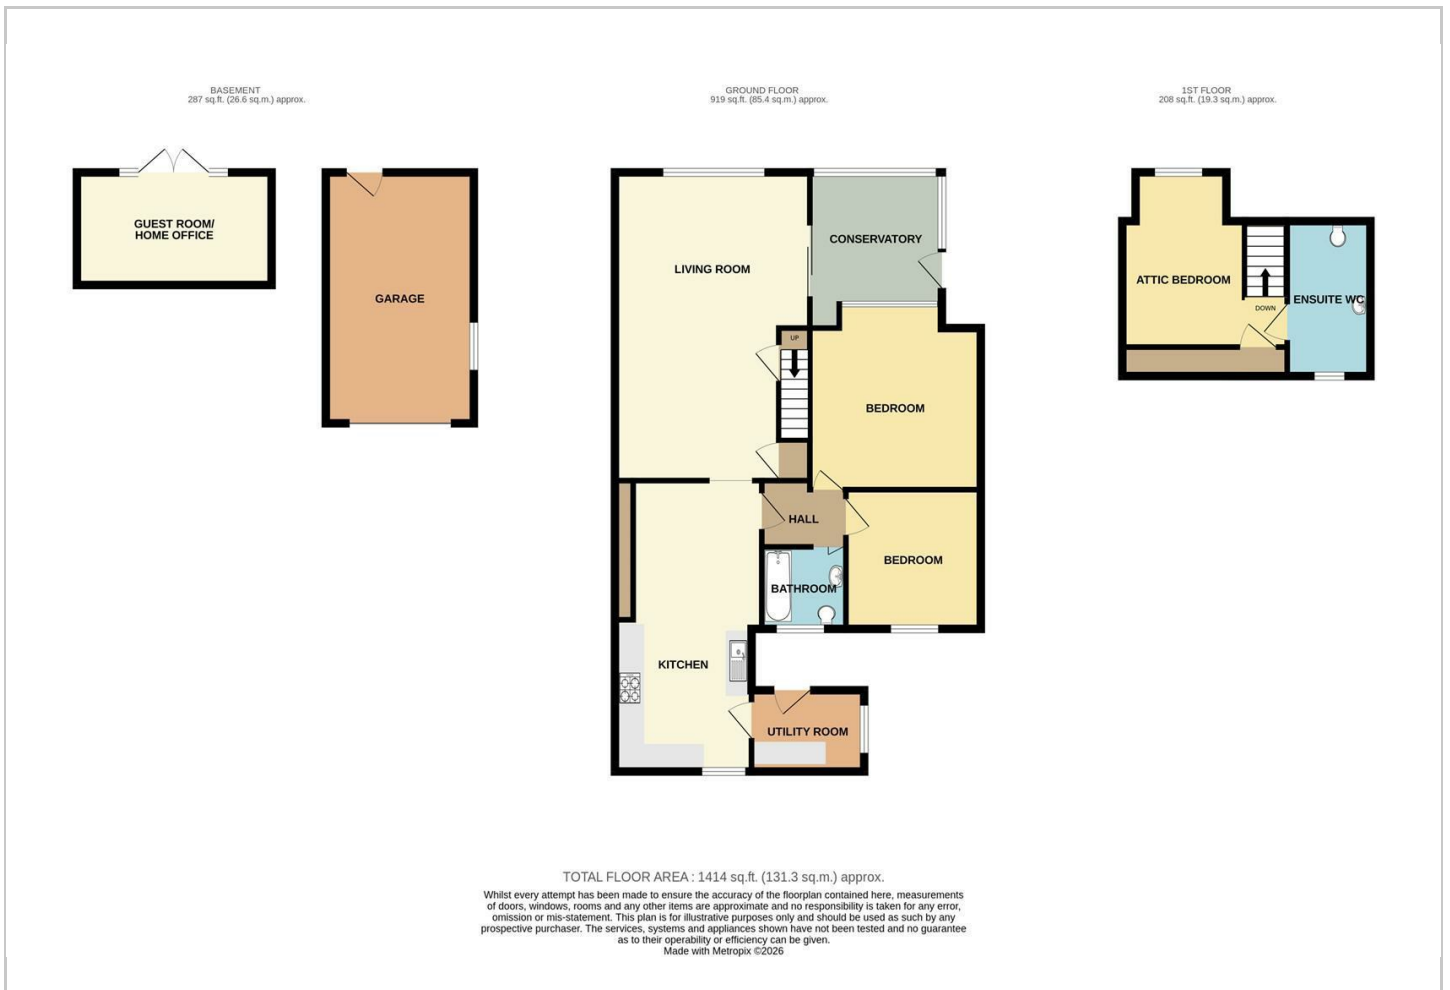 BASEMENT
287 sq.ft. (26.6 sq.m.) approx.
GUEST ROOM/
HOME OFFICE
GARAGE
GROUND FLOOR
919 sq.ft. (85.4 sq.m.) approx.
LIVING ROOM
CONSERVATORY
UP
BEDROOM
HALL
BATHROOM
BEDROOM
KITCHEN
UTILITY ROOM
1ST FLOOR
208 sq.ft. (19.3 sq.m.) approx.
ATTIC BEDROOM
DOWN
ENSUITE WC
TOTAL FLOOR AREA : 1414 sq.ft. (131.3 sq.m.) approx.
Whilst every attempt has been made to ensure the accuracy of the floorplan contained here, measurements
of doors, windows, rooms and any other items are approximate and no responsibility is taken for any error,
omission or mis-statement. This plan is for illustrative purposes only and should be used as such by any
prospective purchaser. The services, systems and appliances shown have not been tested and no guarantee
as to their operability or efficiency can be given.
Made with Metropix ©2026